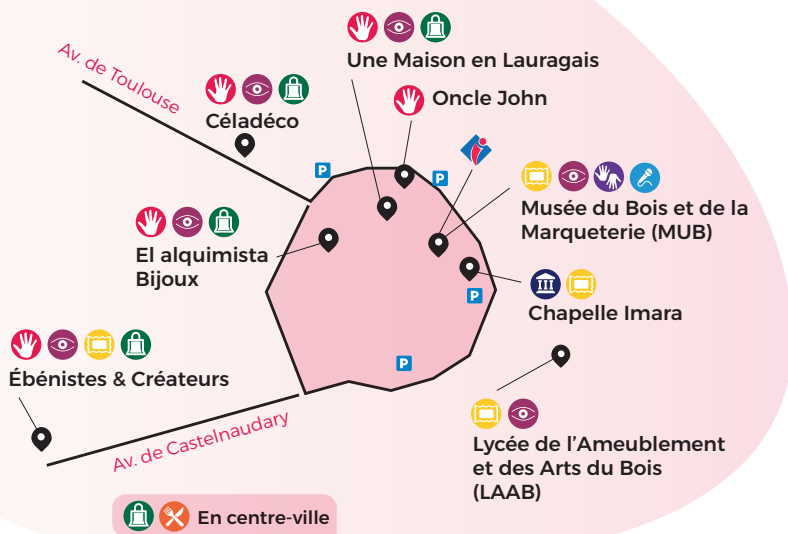 Av. de Toulouse
Une Maison en Lauragais
Oncle John
Céladéco
P
P
Musée du Bois et de la
Marqueterie (MUB)
El alquimista
Bijoux
P
Chapelle Imara
P
Ébénistes & Créateurs
Av. de Castelnaudary
Lycée de l’Ameublement
et des Arts du Bois
(LAAB)
En centre-ville